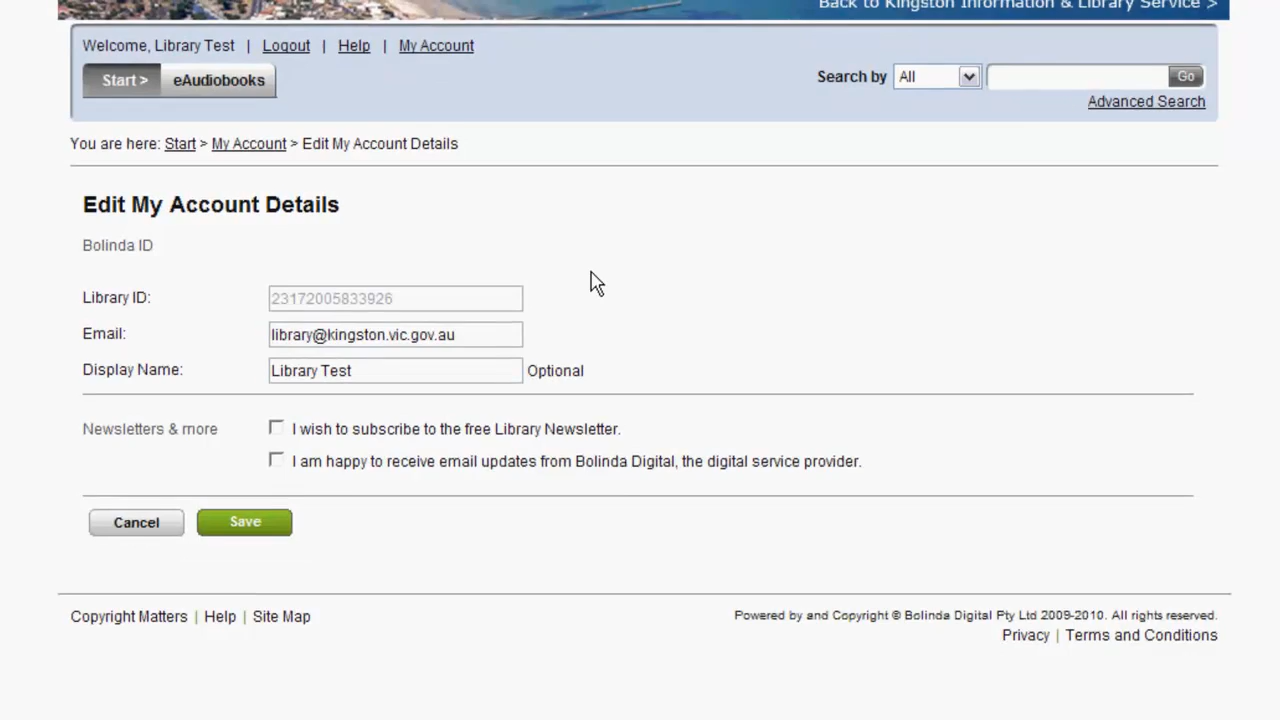 Back to Kingston Information & Library Service >
Welcome, Library Test | Logout | Help | My Account
Start > eAudiobooks Search by All Go
Advanced Search
You are here: Start > My Account > Edit My Account Details
Edit My Account Details
Bolinda ID
Library ID: 23172005833926
Email: library@kingston.vic.gov.au
Display Name: Library Test Optional
Newsletters & more I wish to subscribe to the free Library Newsletter.
I am happy to receive email updates from Bolinda Digital, the digital service provider.
Cancel Save
Copyright Matters | Help | Site Map Powered by and Copyright © Bolinda Digital Pty Ltd 2009-2010. All rights reserved.
Privacy | Terms and Conditions